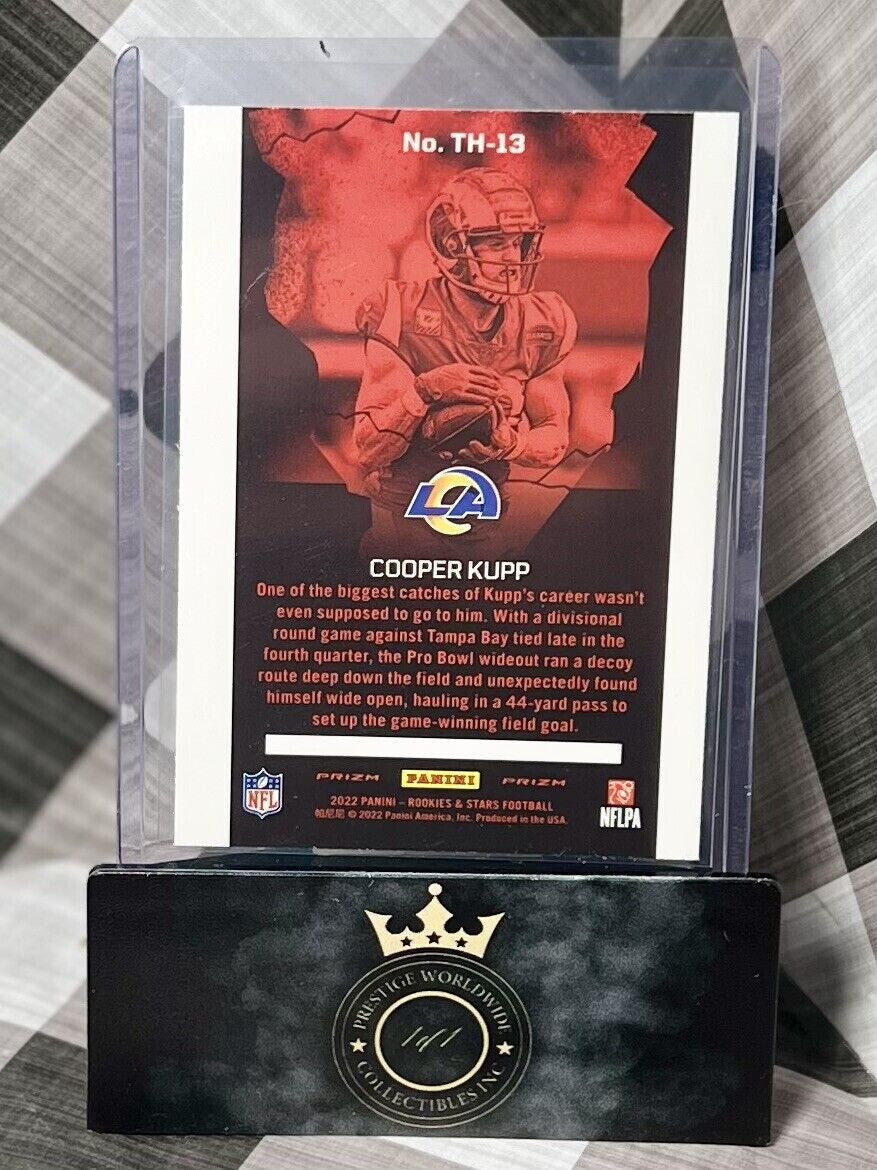 No. TH-13
LA
COOPER KUPP
One of the biggest catches of Kupp's career wasn't
even supposed to go to him. With a divisional
round game against Tampa Bay tied late in the
fourth quarter, the Pro Bowl wideout ran a decoy
route deep down the field and unexpectedly found
himself wide open, hauling in a 44-yard pass to
set up the game-winning field goal.
NFL
PRIZM PANINI PRIZM
2022 PANINI – ROOKIES & STARS FOOTBALL
帕尼尼 © 2022 Panini America, Inc. Produced in the USA.
NFLPA
PRESTIGE WORLDWIDE
1of1
COLLECTIBLES INC